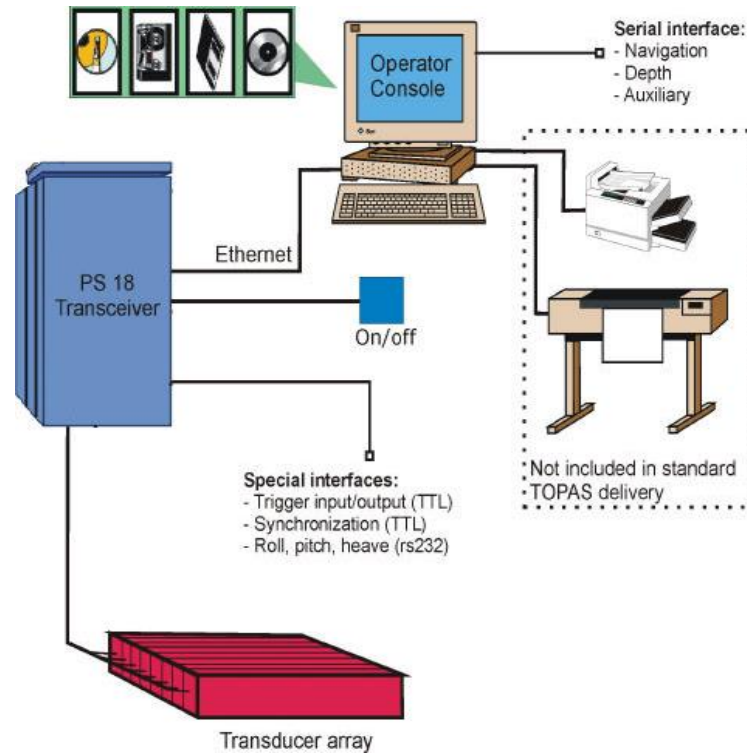 Operator
Console
Serial interface:
- Navigation
- Depth
- Auxiliary
Ethernet
PS 18
Transceiver
On/off
Not included in standard
TOPAS delivery
Special interfaces:
- Trigger input/output (TTL)
- Synchronization (TTL)
- Roll, pitch, heave (rs232)
Transducer array